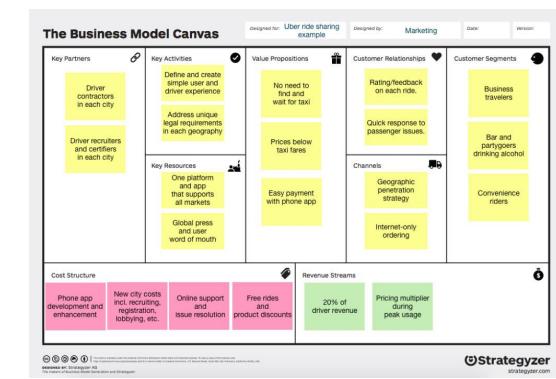 The Business Model Canvas
Designed for:
Uber ride sharing
example
Designed by:
Marketing
Date:
Version:
Key Partners
Driver
contractors
in each city
Driver recruiters
and certifiers
in each city
Key Activities
Define and create
simple user and
driver experience
Address unique
legal requirements
in each geography
Key Resources
One platform
and app
that supports
all markets
Global press
and user
word of mouth
Value Propositions
No need to
find and
wait for taxi
Prices below
taxi fares
Easy payment
with phone app
Customer Relationships
Rating/feedback
on each ride.
Quick response to
passenger issues.
Channels
Geographic
penetration
strategy
Internet-only
ordering
Customer Segments
Business
travelers
Bar and
partygoers
drinking alcohol
Convenience
riders
Cost Structure
Phone app
development and
enhancement
New city costs
incl. recruiting,
registration,
lobbying, etc.
Online support
and
issue resolution
Free rides
and
product discounts
Revenue Streams
20% of
driver revenue
Pricing multiplier
during
peak usage
DESIGNED BY: Strategyzer AG
The makers of Business Model Generation and Strategyzer
Strategyzer
strategyzer.com